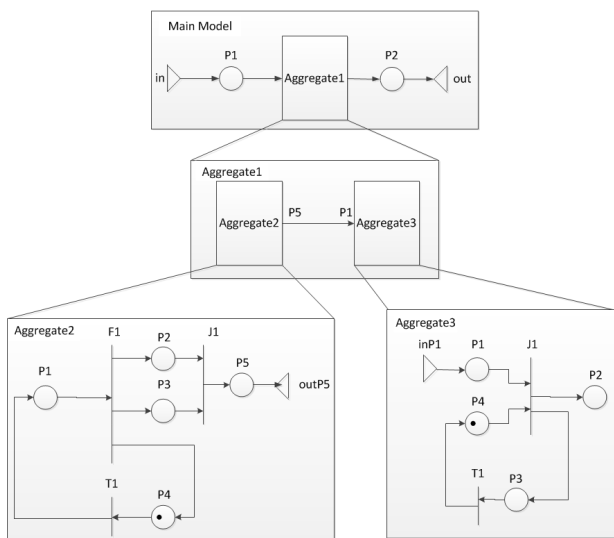 Main Model
P1
P2
in
Aggregate1
out
Aggregate1
P5
P1
Aggregate2
Aggregate3
Aggregate2
F1
P2
J1
P1
P3
P5
outP5
T1
P4
Aggregate3
inP1
P1
J1
P2
P4
T1
P3